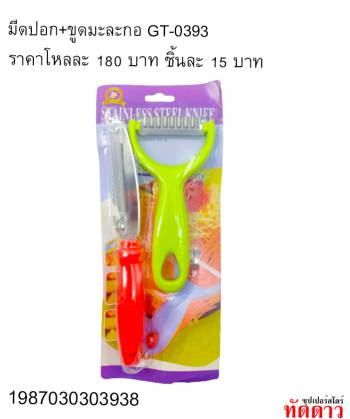 มีดปอก+ขูดมะละกอ GT-0393
ราคาโหลละ 180 บาท ชิ้นละ 15 บาท
STAINLESS STEEL KNIFE
1987030303938
ซุปเปอร์สโตร์
ทัดดาว